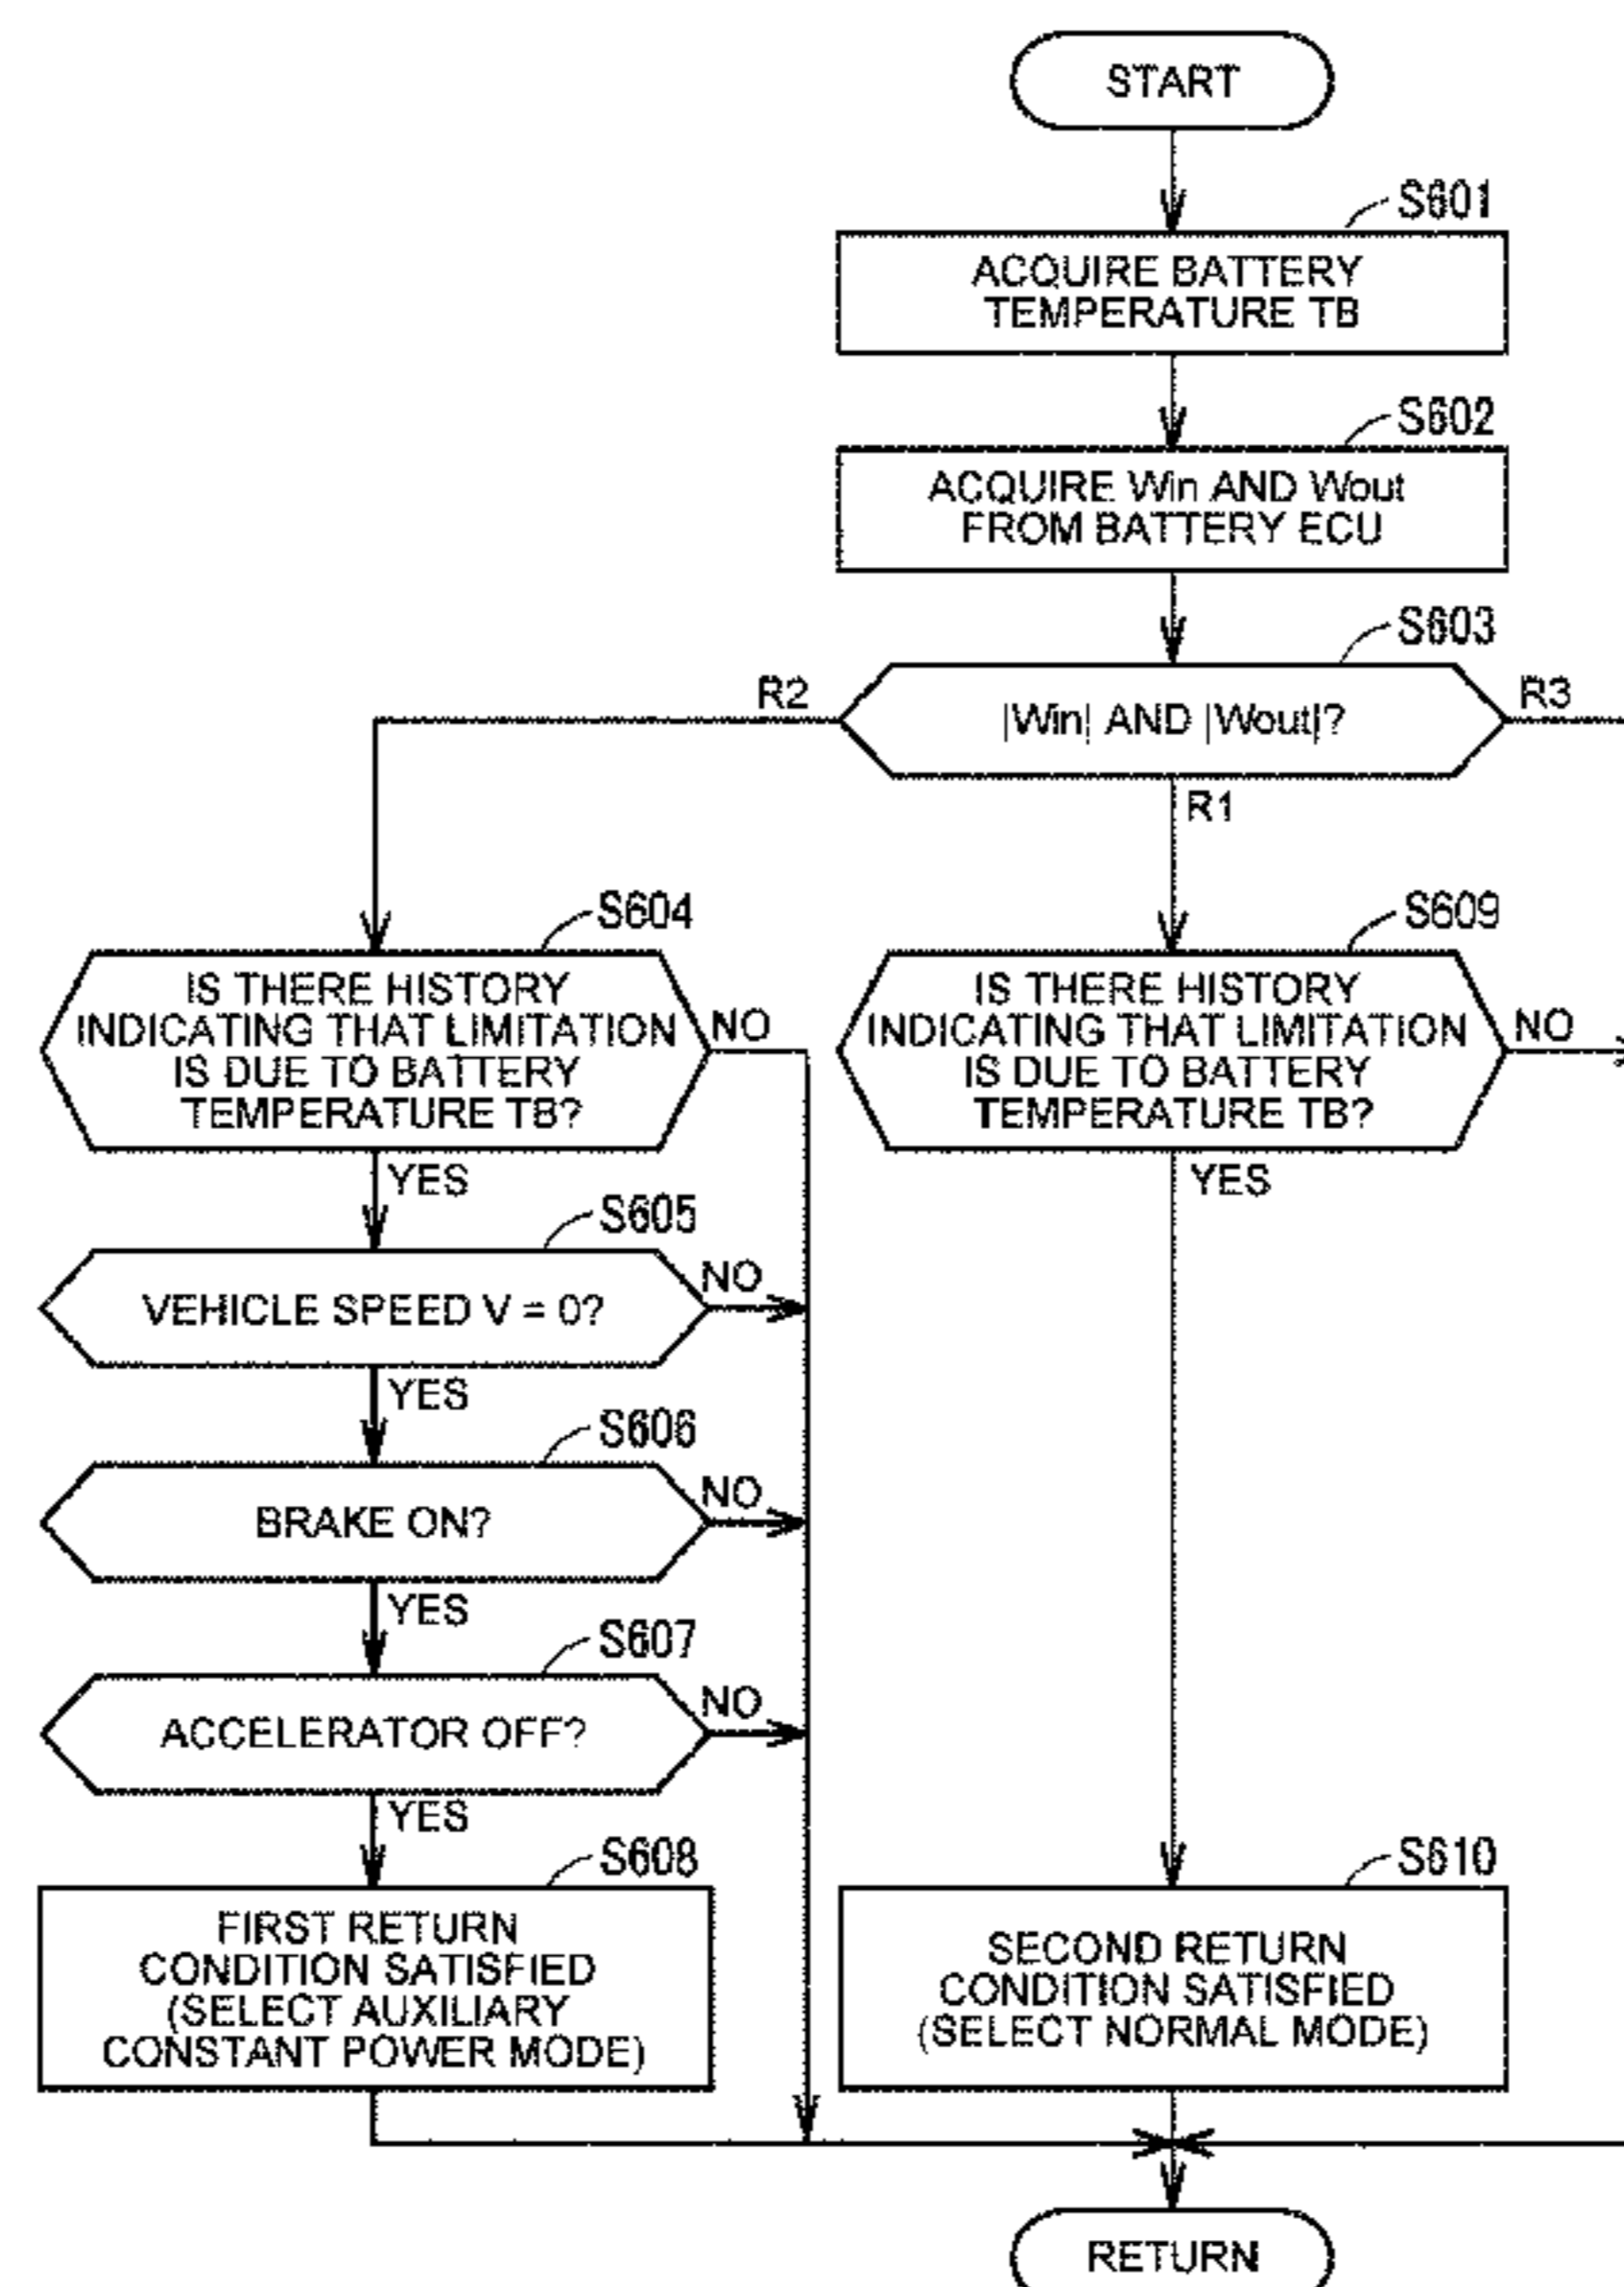 START
S601
ACQUIRE BATTERY
TEMPERATURE TB
S602
ACQUIRE Win AND Wout
FROM BATTERY ECU
S603
R2
|Win| AND |Wout|?
R3
R1
S604
IS THERE HISTORY
INDICATING THAT LIMITATION
IS DUE TO BATTERY
TEMPERATURE TB?
NO
YES
S609
IS THERE HISTORY
INDICATING THAT LIMITATION
IS DUE TO BATTERY
TEMPERATURE TB?
NO
YES
S605
VEHICLE SPEED V = 0?
NO
YES
S606
BRAKE ON?
NO
YES
S607
ACCELERATOR OFF?
NO
YES
S608
FIRST RETURN
CONDITION SATISFIED
(SELECT AUXILIARY
CONSTANT POWER MODE)
S610
SECOND RETURN
CONDITION SATISFIED
(SELECT NORMAL MODE)
RETURN